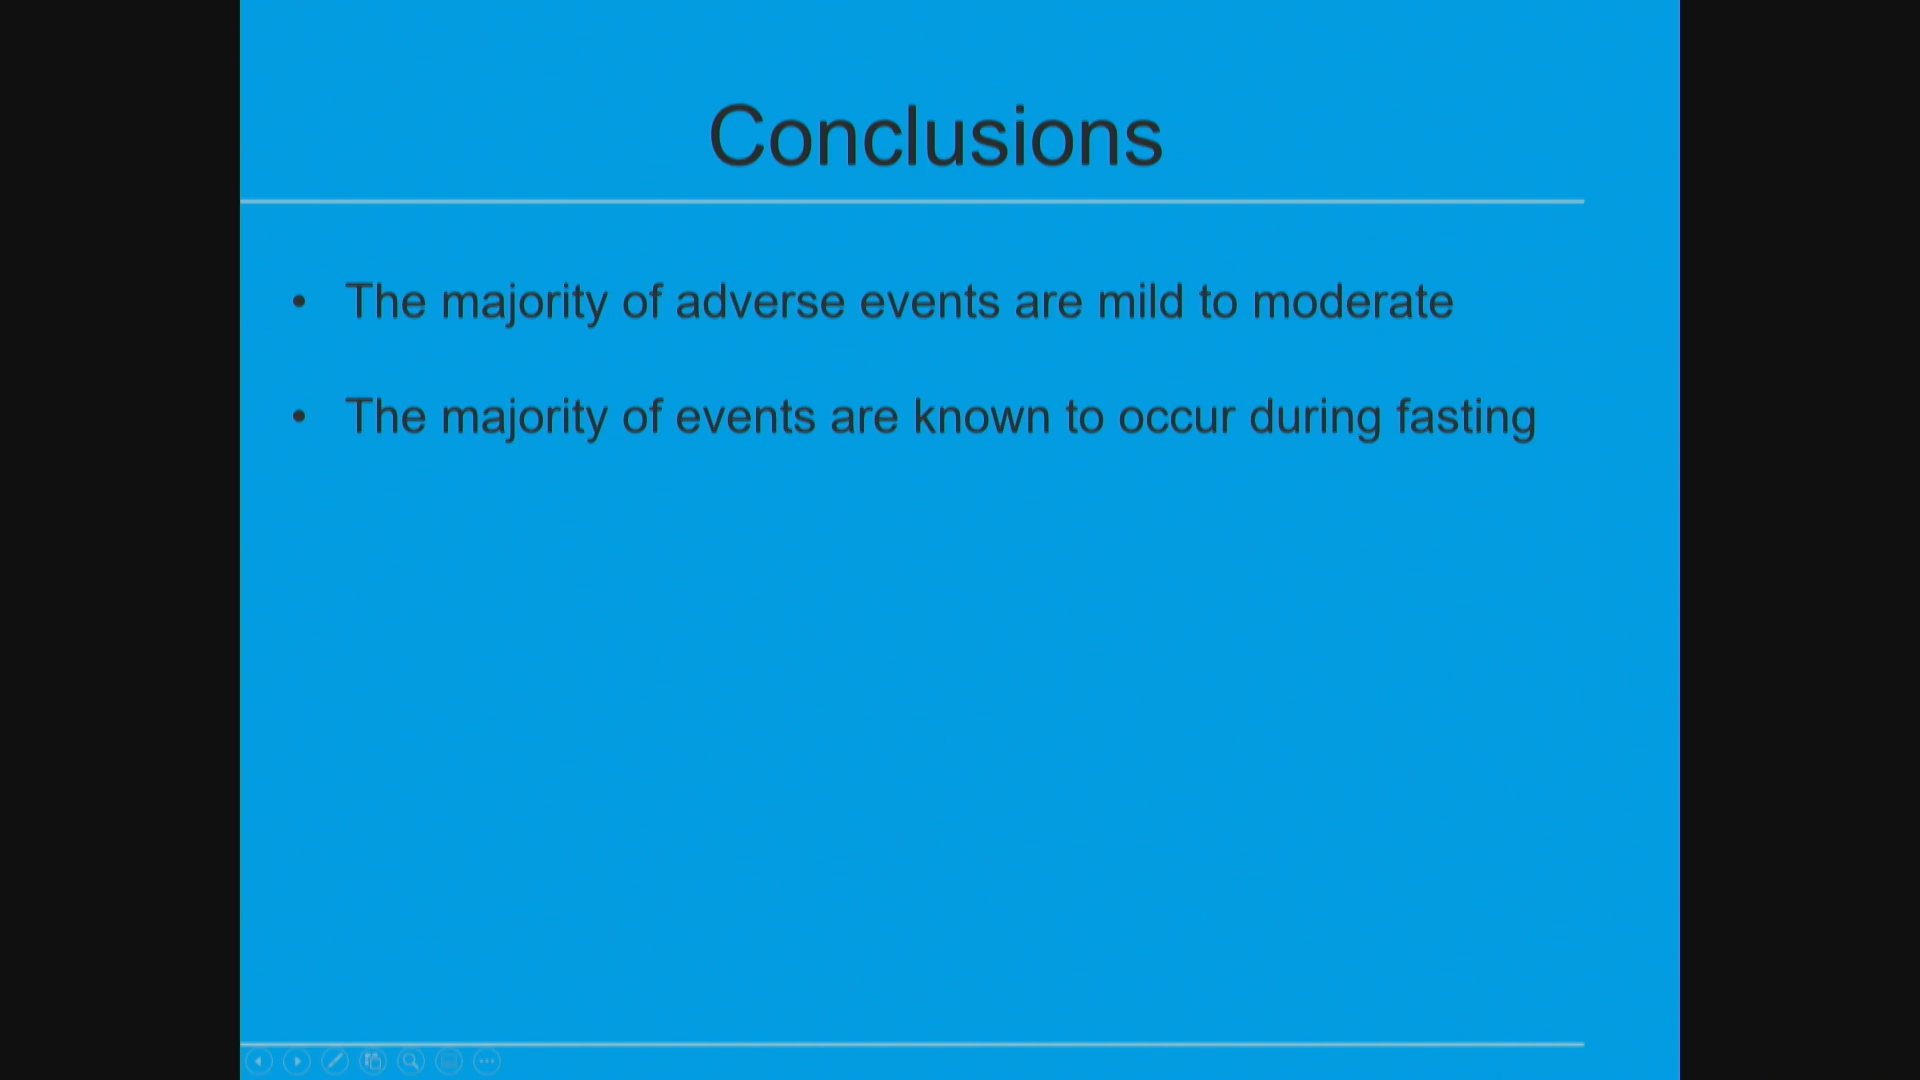 Conclusions
• The majority of adverse events are mild to moderate
• The majority of events are known to occur during fasting